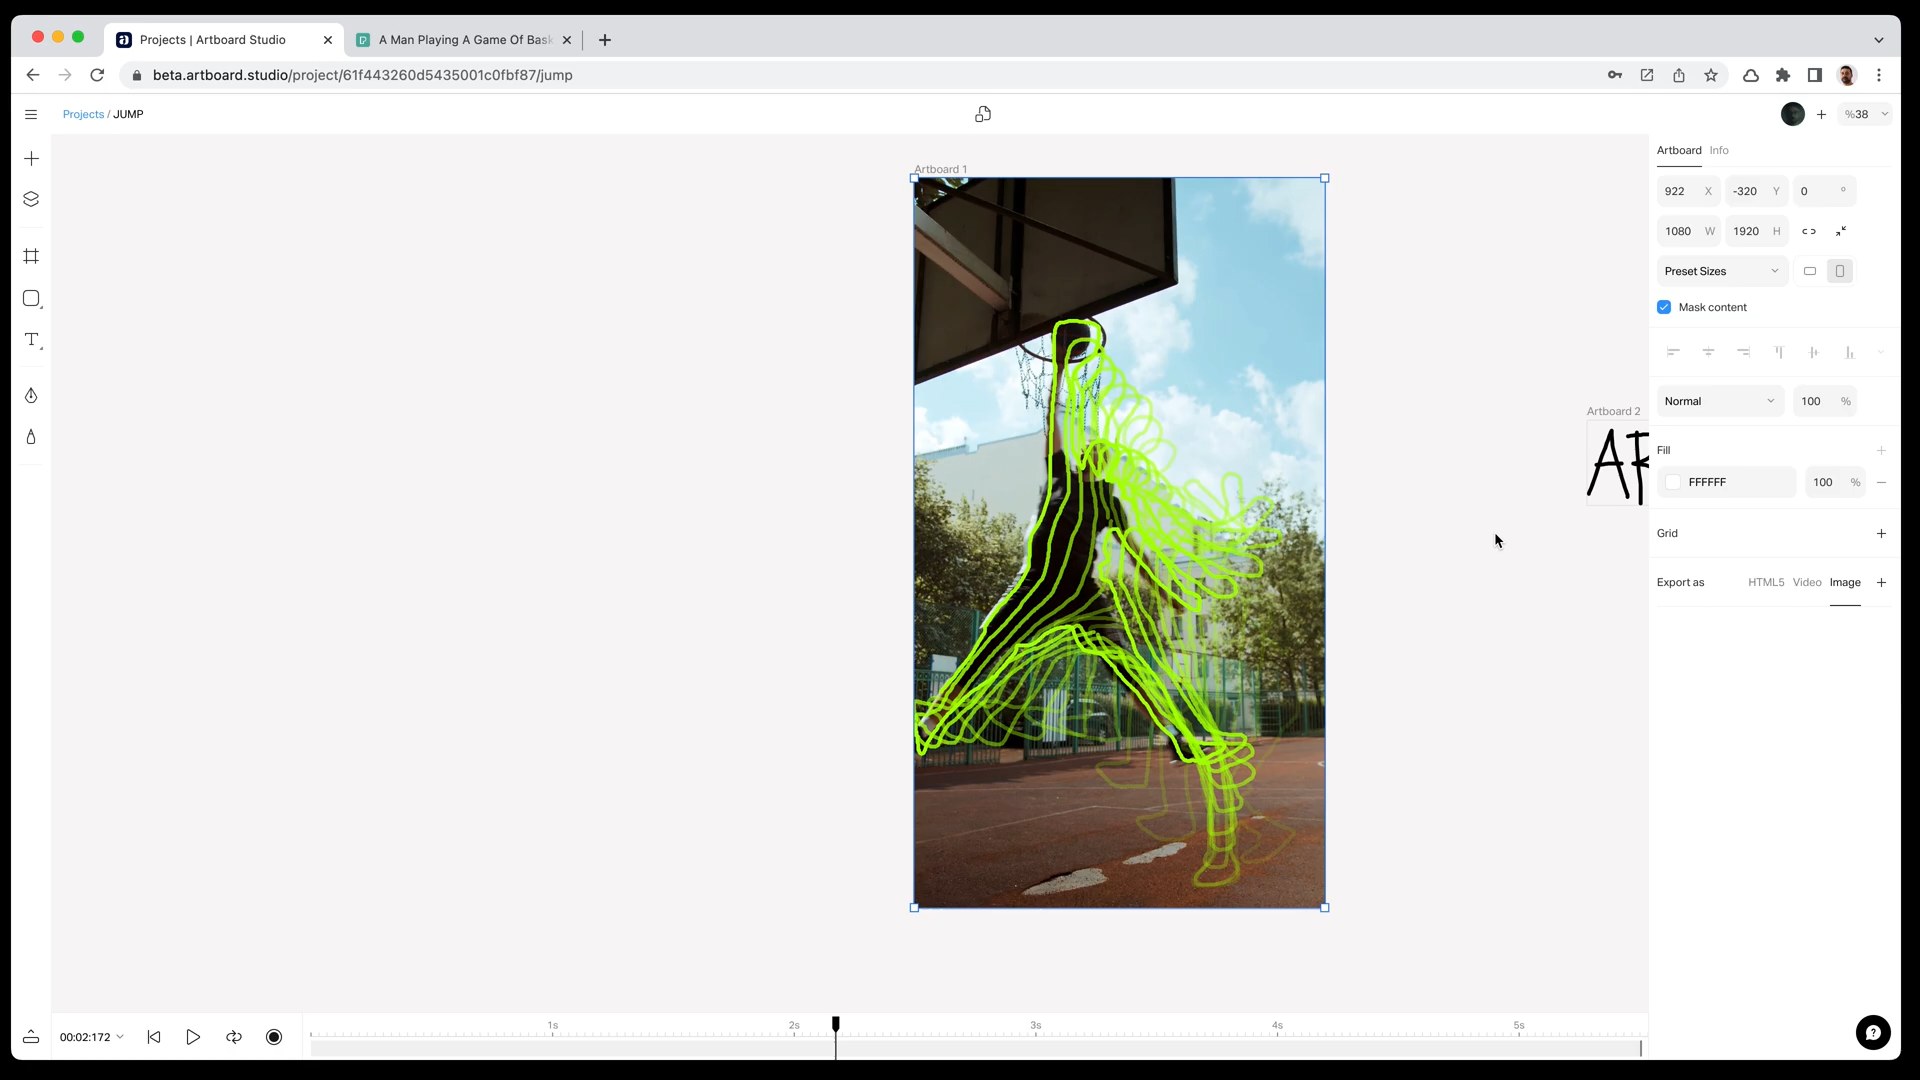 Projects | Artboard Studio
A Man Playing A Game Of Bask
beta.artboard.studio/project/61f443260d5435001c0fbf87/jump
Projects / JUMP
%38
Artboard Info
922 X -320 Y 0 °
1080 W 1920 H
Preset Sizes
Mask content
Normal 100 %
Fill
FFFFFF 100 %
Grid
Export as HTML5 Video Image
Artboard 1
Artboard 2
AR
00:02:172
1s 2s 3s 4s 5s